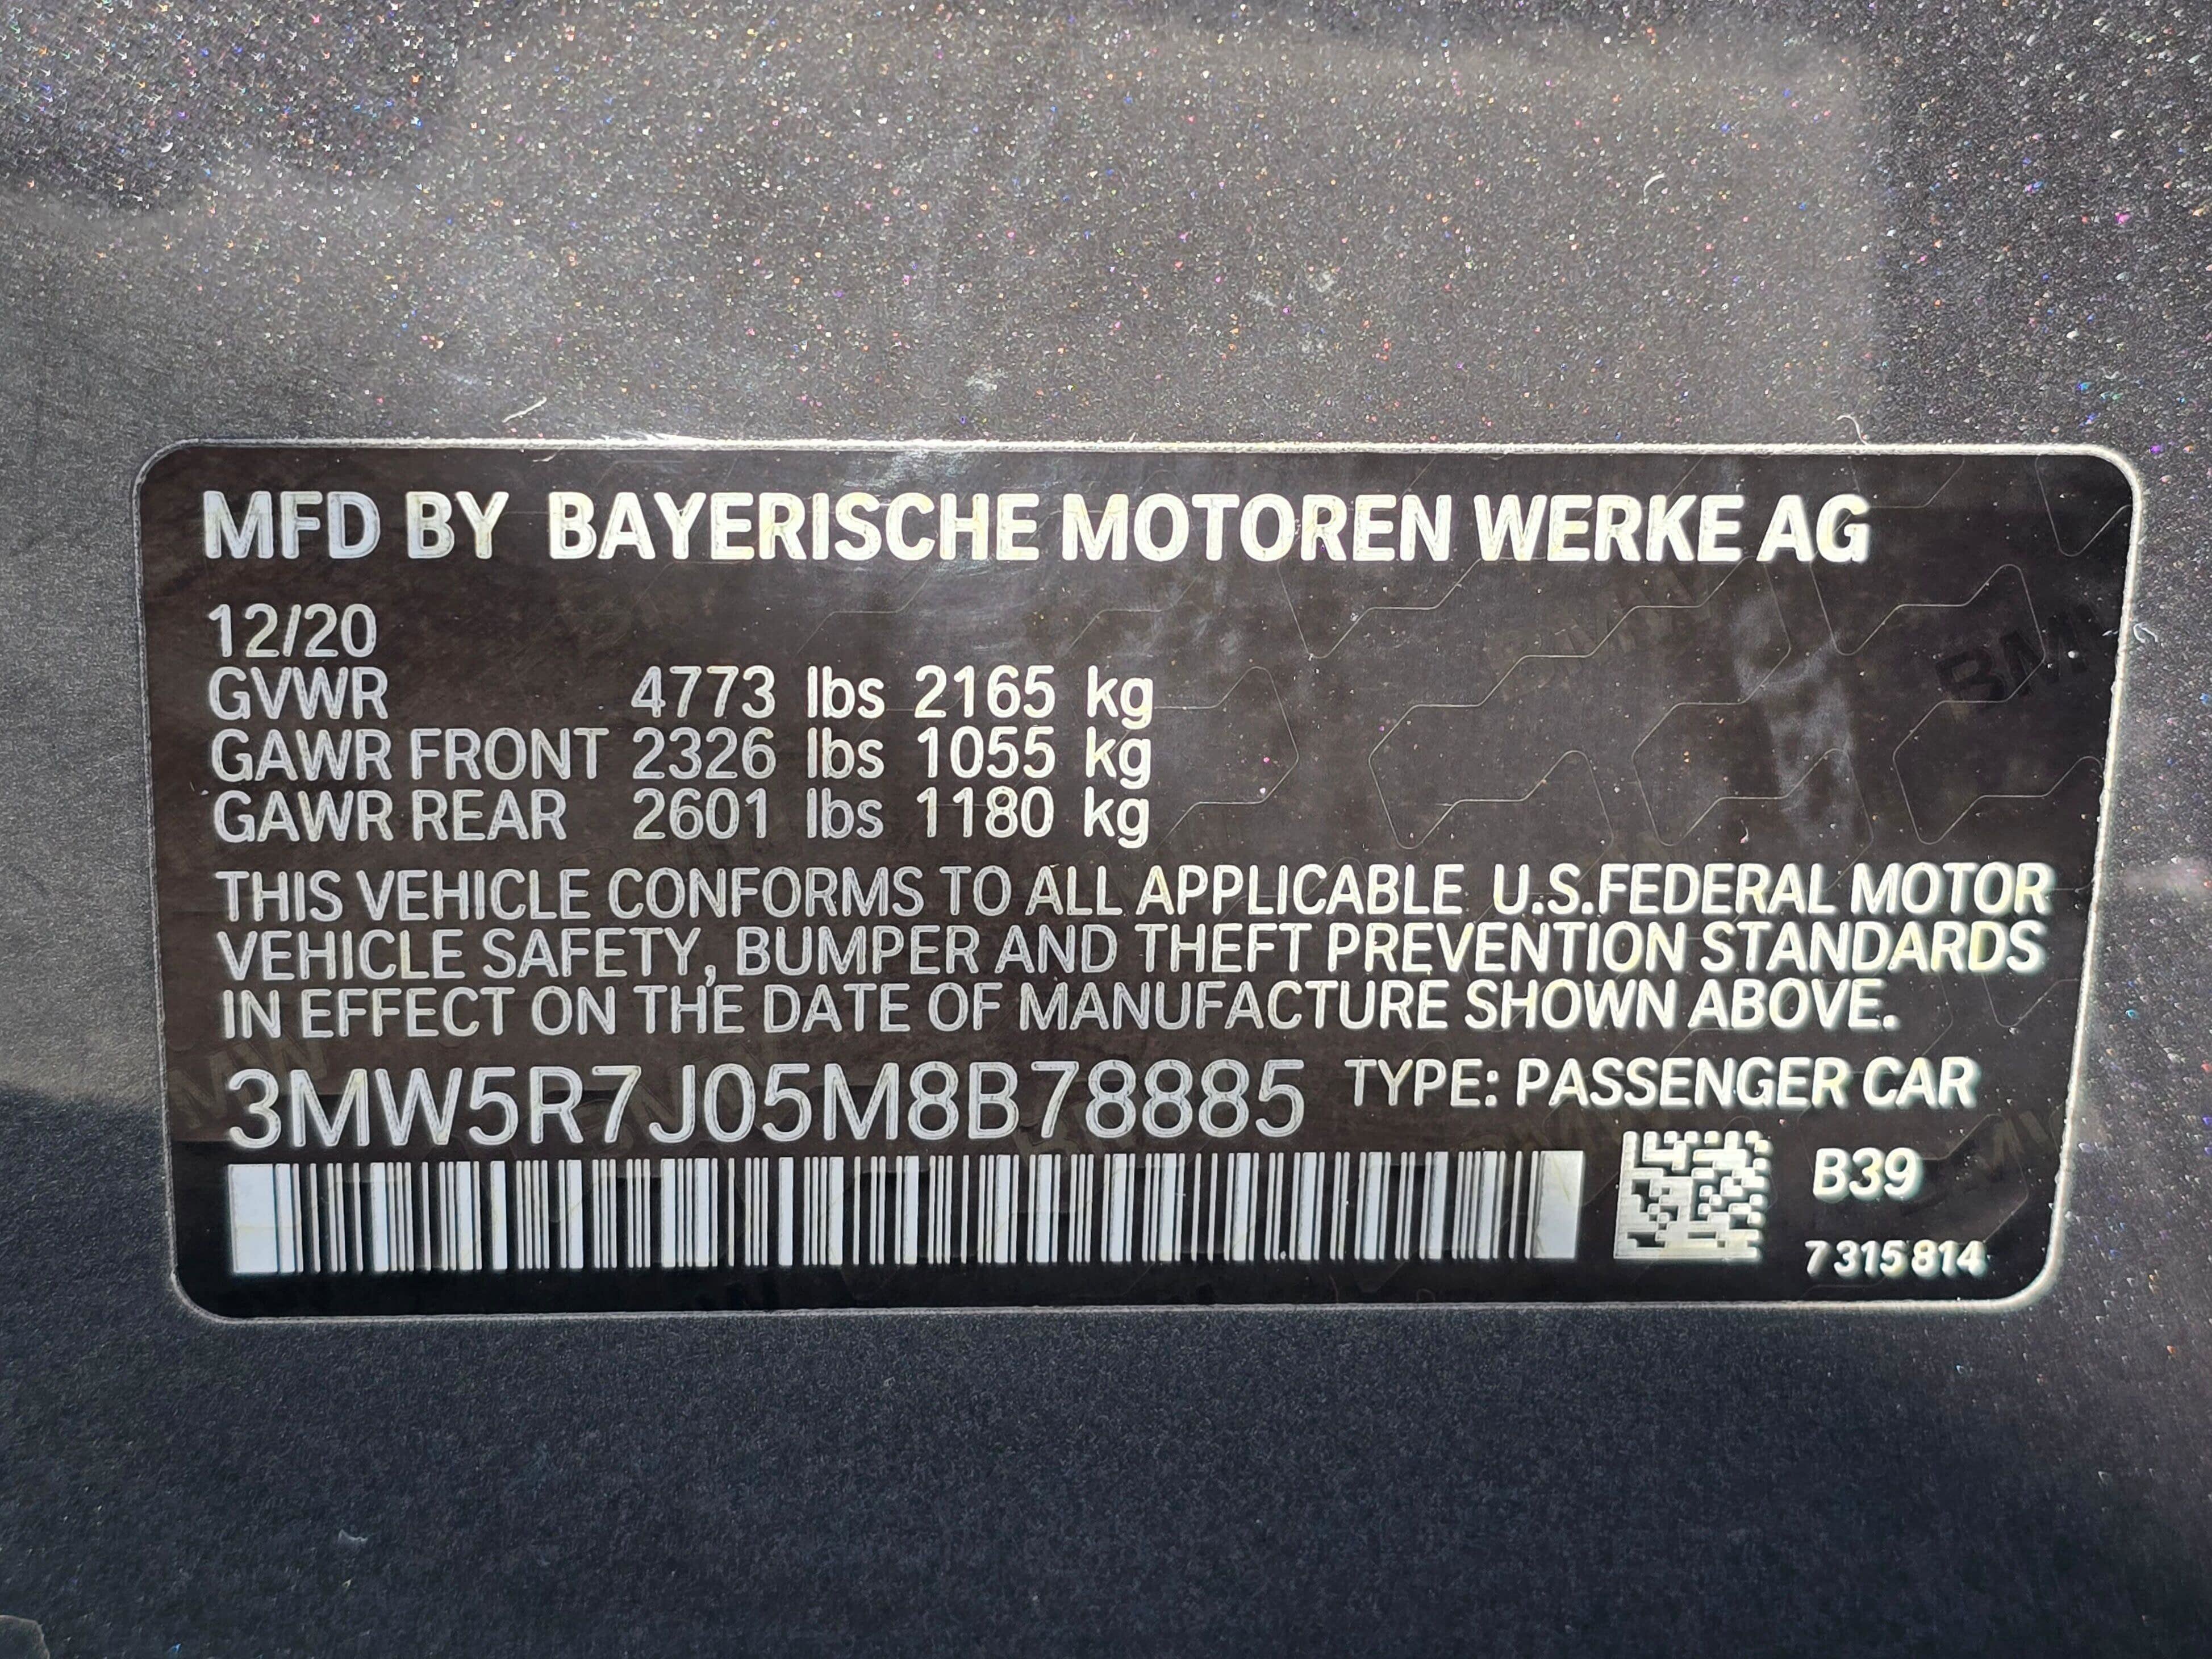 MFD BY BAYERISCHE MOTOREN WERKE AG
12/20
GVWR 4773 lbs 2165 kg
GAWR FRONT 2326 lbs 1055 kg
GAWR REAR 2601 lbs 1180 kg
THIS VEHICLE CONFORMS TO ALL APPLICABLE U.S.FEDERAL MOTOR
VEHICLE SAFETY, BUMPER AND THEFT PREVENTION STANDARDS
IN EFFECT ON THE DATE OF MANUFACTURE SHOWN ABOVE.
3MW5R7J05M8B78885 TYPE: PASSENGER CAR
B39
7 315 814